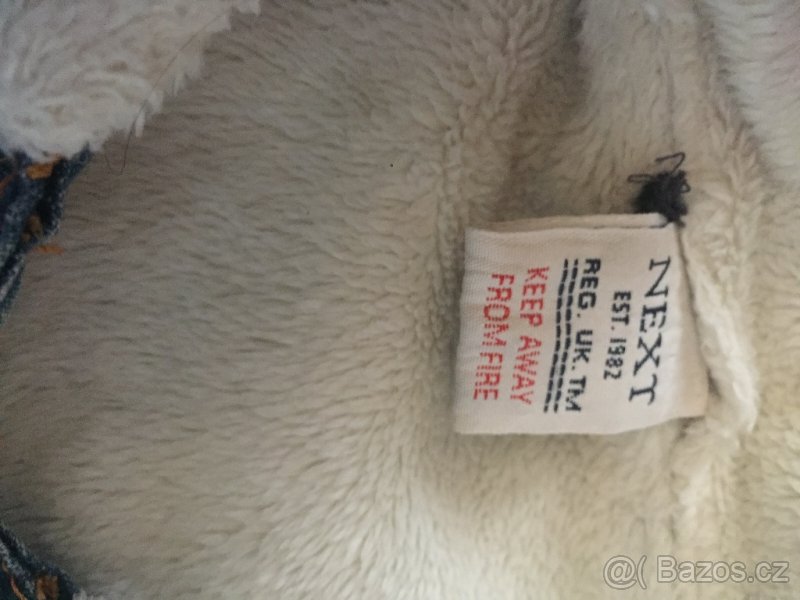 NEXT
EST. 1982
REG. UK. TM
KEEP AWAY
FROM FIRE
@( Bazos.cz